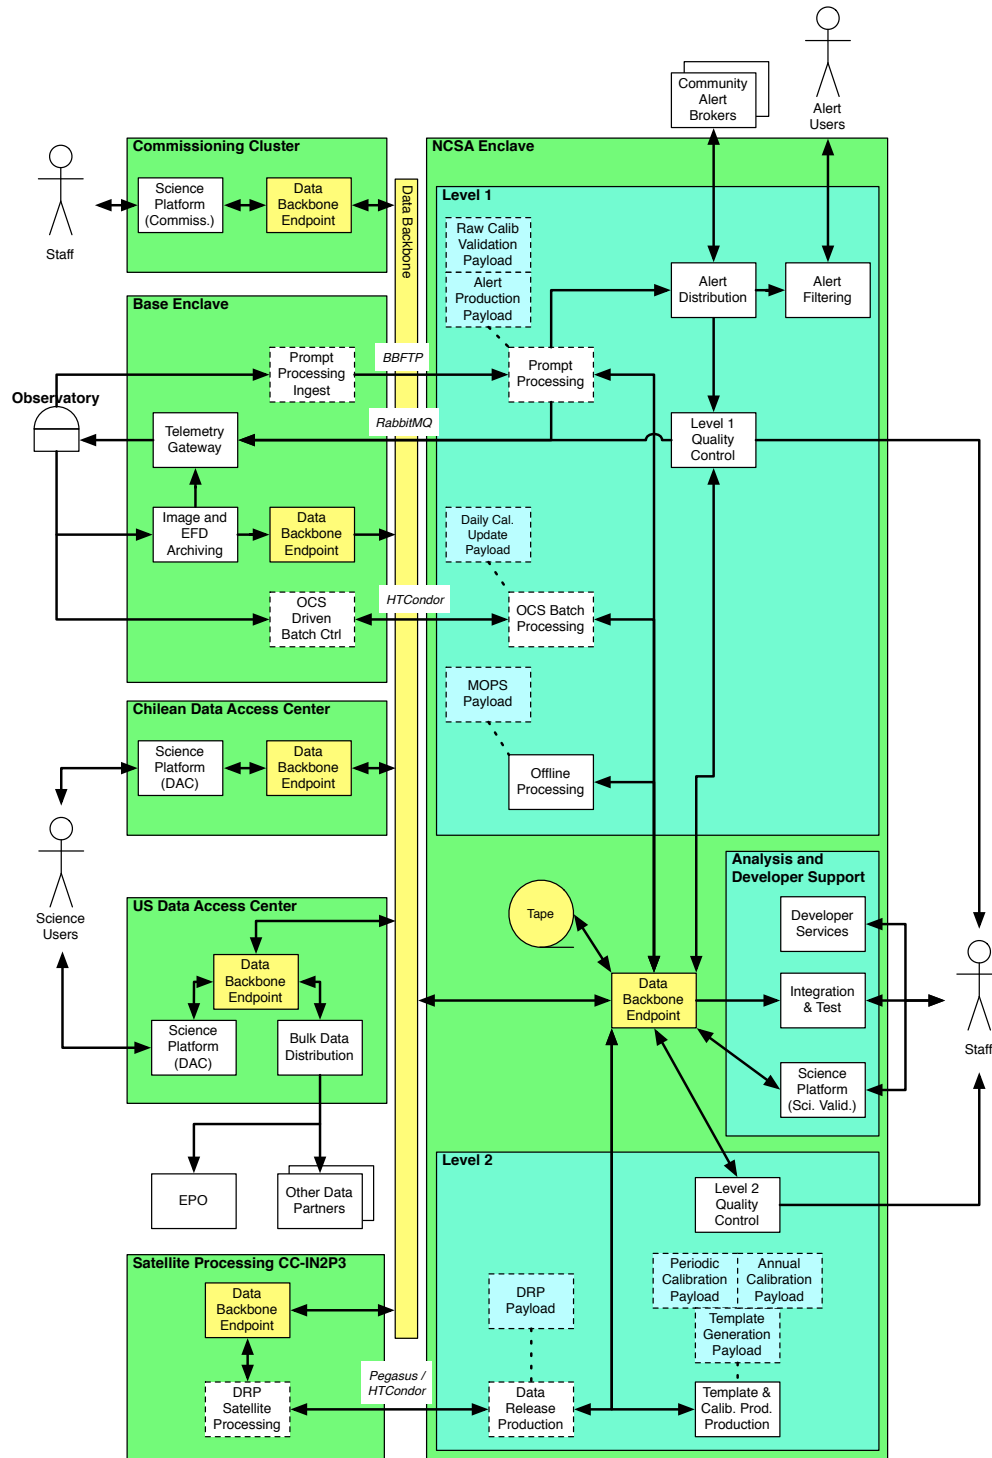 Community
Alert
Brokers
Alert
Users
Commissioning Cluster
NCSA Enclave
Staff
Science
Platform
(Commiss.)
Data
Backbone
Endpoint
Data Backbone
Level 1
Raw Calib
Validation
Payload
Alert
Production
Payload
Alert
Distribution
Alert
Filtering
Base Enclave
Prompt
Processing
Ingest
BBFTP
Prompt
Processing
Observatory
Telemetry
Gateway
RabbitMQ
Level 1
Quality
Control
Image and
EFD
Archiving
Data
Backbone
Endpoint
Daily Cal.
Update
Payload
OCS
Driven
Batch Ctrl
HTCondor
OCS Batch
Processing
MOPS
Payload
Offline
Processing
Chilean Data Access Center
Science
Platform
(DAC)
Data
Backbone
Endpoint
Science
Users
US Data Access Center
Data
Backbone
Endpoint
Science
Platform
(DAC)
Bulk Data
Distribution
EPO
Other Data
Partners
Tape
Data
Backbone
Endpoint
Analysis and
Developer Support
Developer
Services
Integration
& Test
Science
Platform
(Sci. Valid.)
Staff
Level 2
Level 2
Quality
Control
Satellite Processing CC-IN2P3
Data
Backbone
Endpoint
DRP
Satellite
Processing
Pegasus /
HTCondor
DRP
Payload
Data
Release
Production
Periodic
Calibration
Payload
Annual
Calibration
Payload
Template
Generation
Payload
Template &
Calib. Prod.
Production